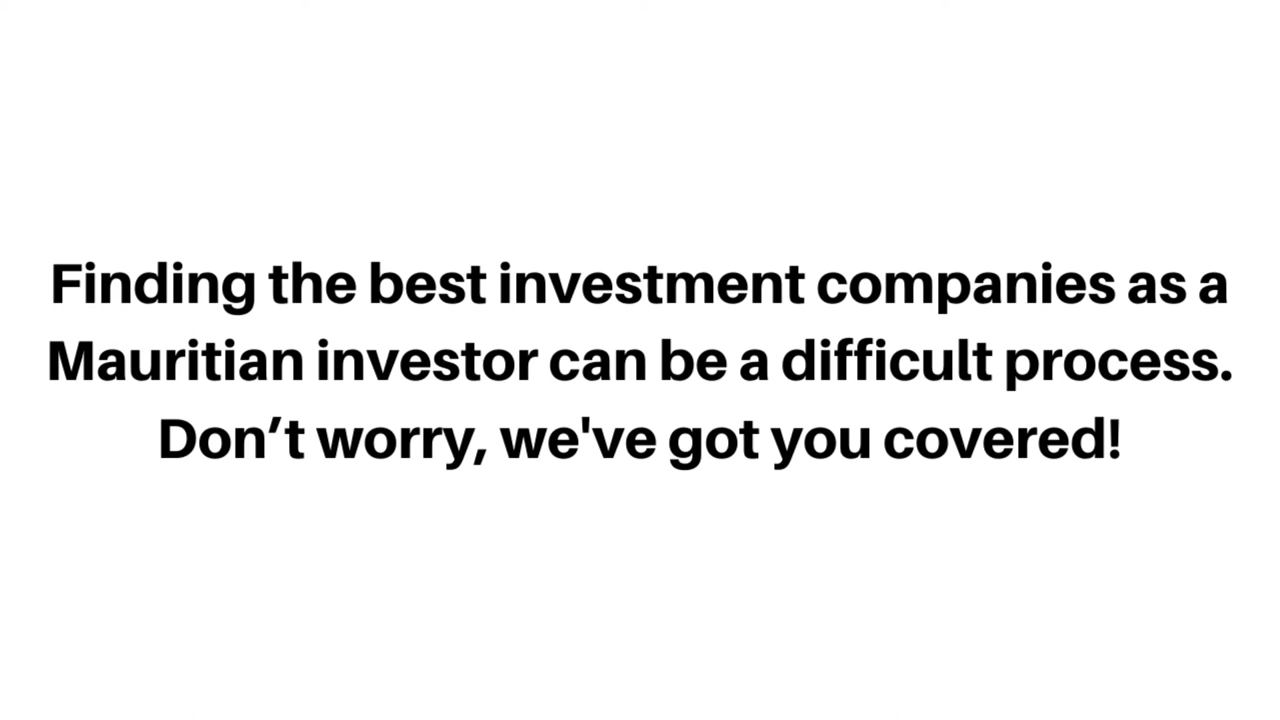 Finding the best investment companies as a
Mauritian investor can be a difficult process.
Don’t worry, we've got you covered!